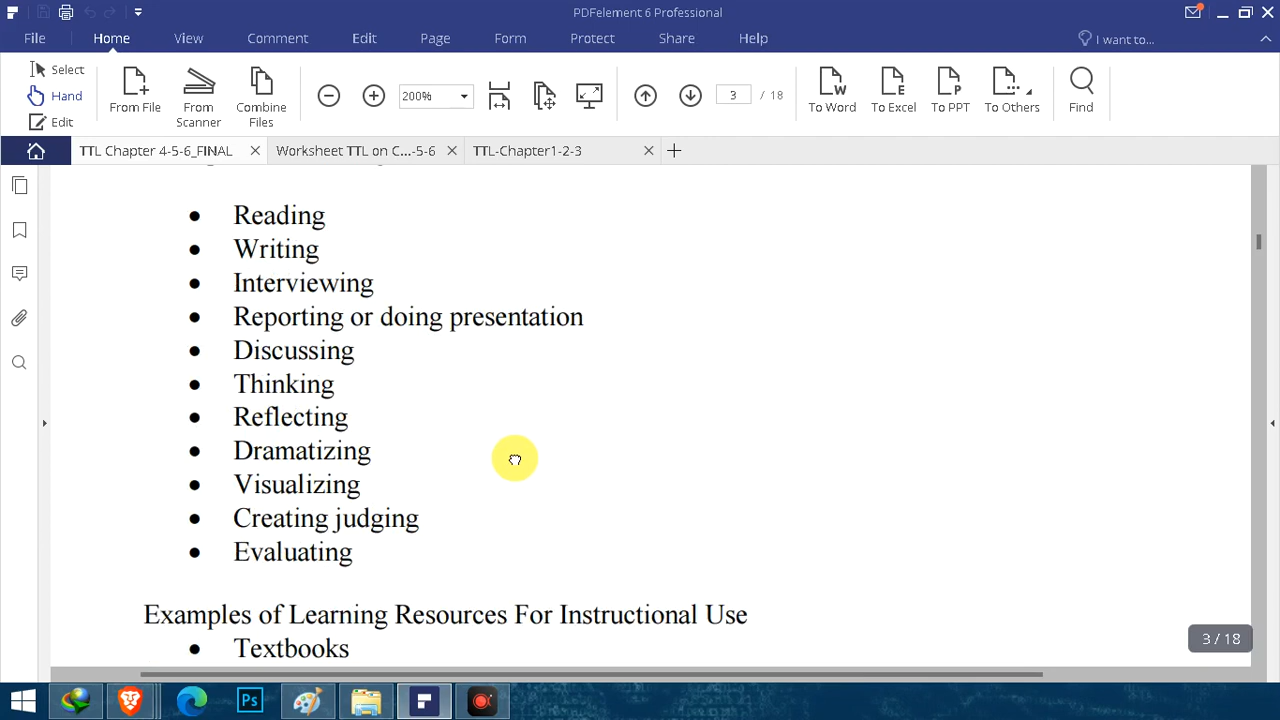 PDFelement 6 Professional
File Home View Comment Edit Page Form Protect Share Help I want to...
Select
Hand
Edit
From File
From Scanner
Combine Files
200%
3 / 18
To Word
To Excel
To PPT
To Others
Find
TTL Chapter 4-5-6_FINAL
Worksheet TTL on C...-5-6
TTL-Chapter1-2-3
• Reading
• Writing
• Interviewing
• Reporting or doing presentation
• Discussing
• Thinking
• Reflecting
• Dramatizing
• Visualizing
• Creating judging
• Evaluating
Examples of Learning Resources For Instructional Use
• Textbooks
3 / 18
Ps